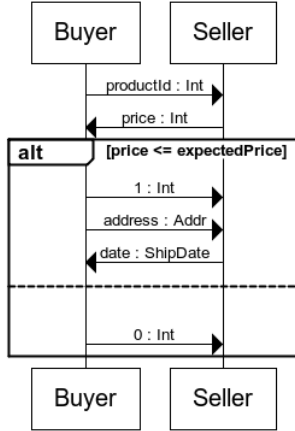 Buyer Seller
productId : Int
price : Int
alt [price <= expectedPrice]
1 : Int
address : Addr
date : ShipDate
0 : Int
Buyer Seller